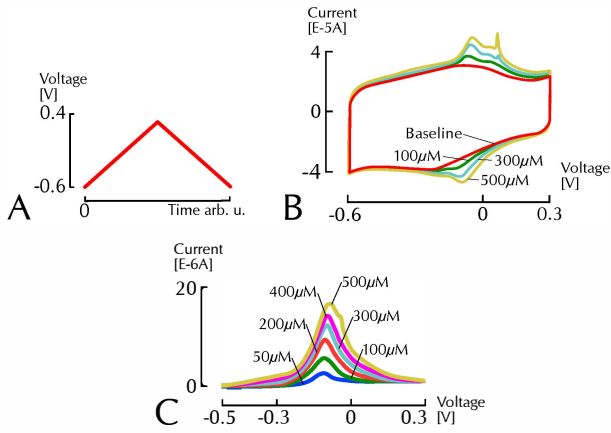 Voltage
[V]
0.4
-0.6
0
Time arb. u.
A
Current
[E-5A]
4
0
-4
Baseline
100µM
300µM
500µM
Voltage
[V]
-0.6
0
0.3
B
Current
[E-6A]
20
0
400µM
500µM
200µM
300µM
50µM
100µM
-0.5
-0.3
0
0.3
Voltage
[V]
C